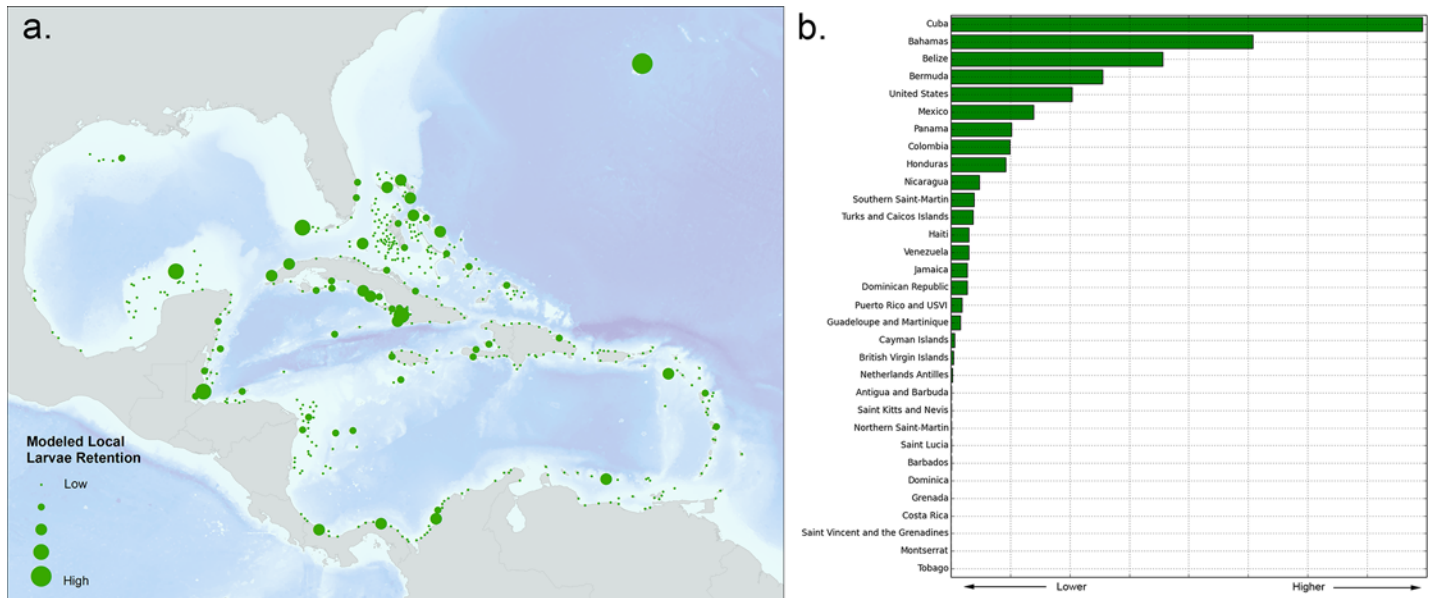 a.
Modeled Local
Larvae Retention
Low
High
b.
Cuba
Bahamas
Belize
Bermuda
United States
Mexico
Panama
Colombia
Honduras
Nicaragua
Southern Saint-Martin
Turks and Caicos Islands
Haiti
Venezuela
Jamaica
Dominican Republic
Puerto Rico and USVI
Guadeloupe and Martinique
Cayman Islands
British Virgin Islands
Netherlands Antilles
Antigua and Barbuda
Saint Kitts and Nevis
Northern Saint-Martin
Saint Lucia
Barbados
Dominica
Grenada
Costa Rica
Saint Vincent and the Grenadines
Montserrat
Tobago
Lower Higher